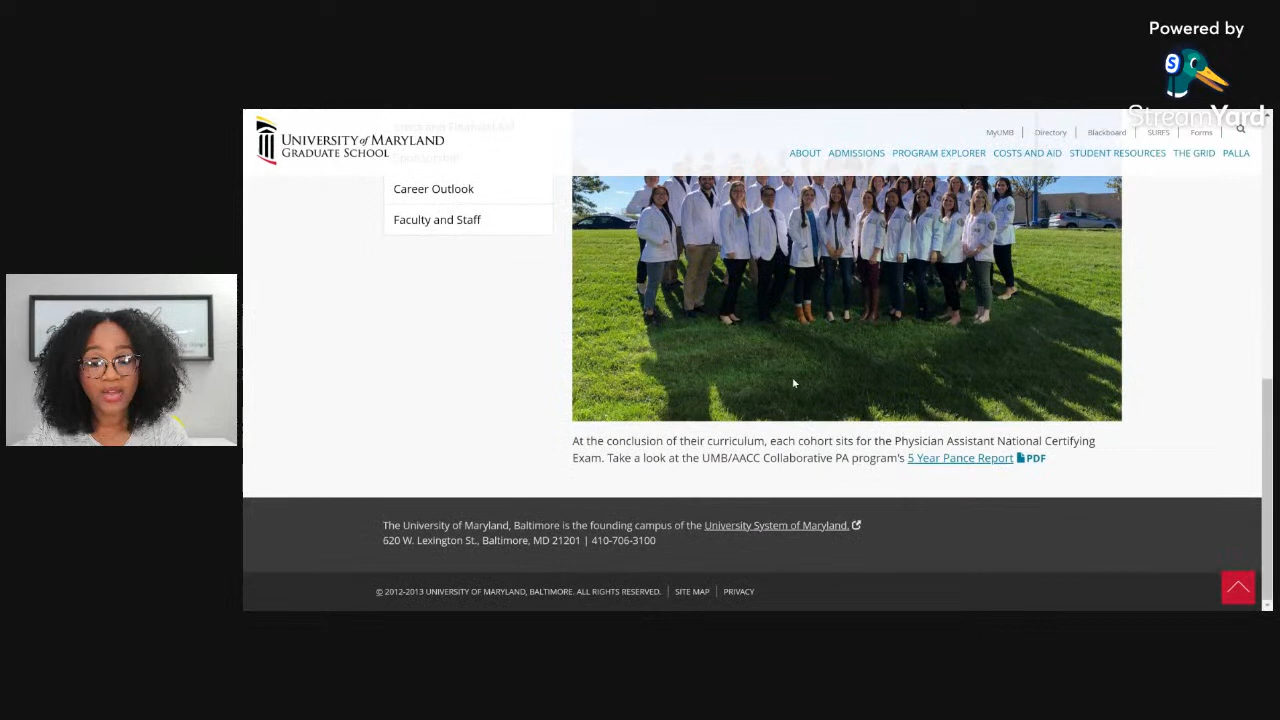 Powered by
StreamYard
UNIVERSITY of MARYLAND
GRADUATE SCHOOL
MyUMB | Directory | Blackboard | SURFS | Forms |
ABOUT ADMISSIONS PROGRAM EXPLORER COSTS AND AID STUDENT RESOURCES THE GRID PALLA
Career Outlook
Faculty and Staff
At the conclusion of their curriculum, each cohort sits for the Physician Assistant National Certifying
Exam. Take a look at the UMB/AACC Collaborative PA program's 5 Year Pance Report PDF
The University of Maryland, Baltimore is the founding campus of the University System of Maryland.
620 W. Lexington St., Baltimore, MD 21201 | 410-706-3100
© 2012-2013 UNIVERSITY OF MARYLAND, BALTIMORE. ALL RIGHTS RESERVED. | SITE MAP | PRIVACY